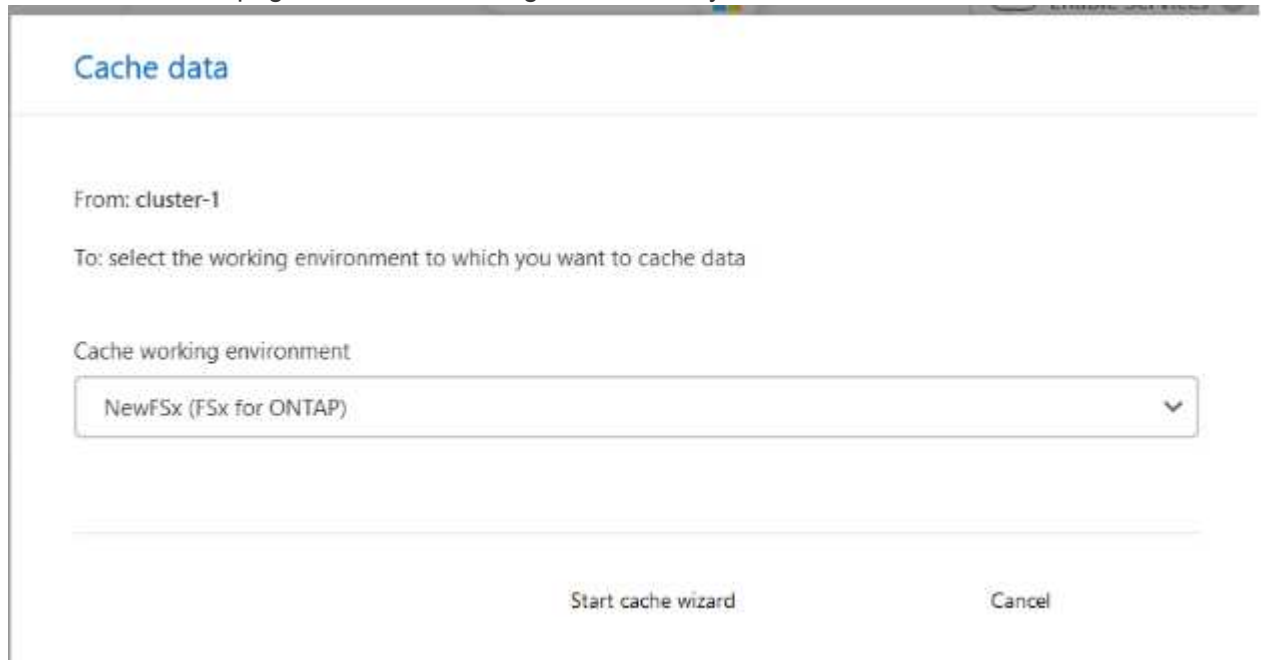 Cache data
From: cluster-1
To: select the working environment to which you want to cache data
Cache working environment
NewFSx (FSx for ONTAP)
Start cache wizard
Cancel